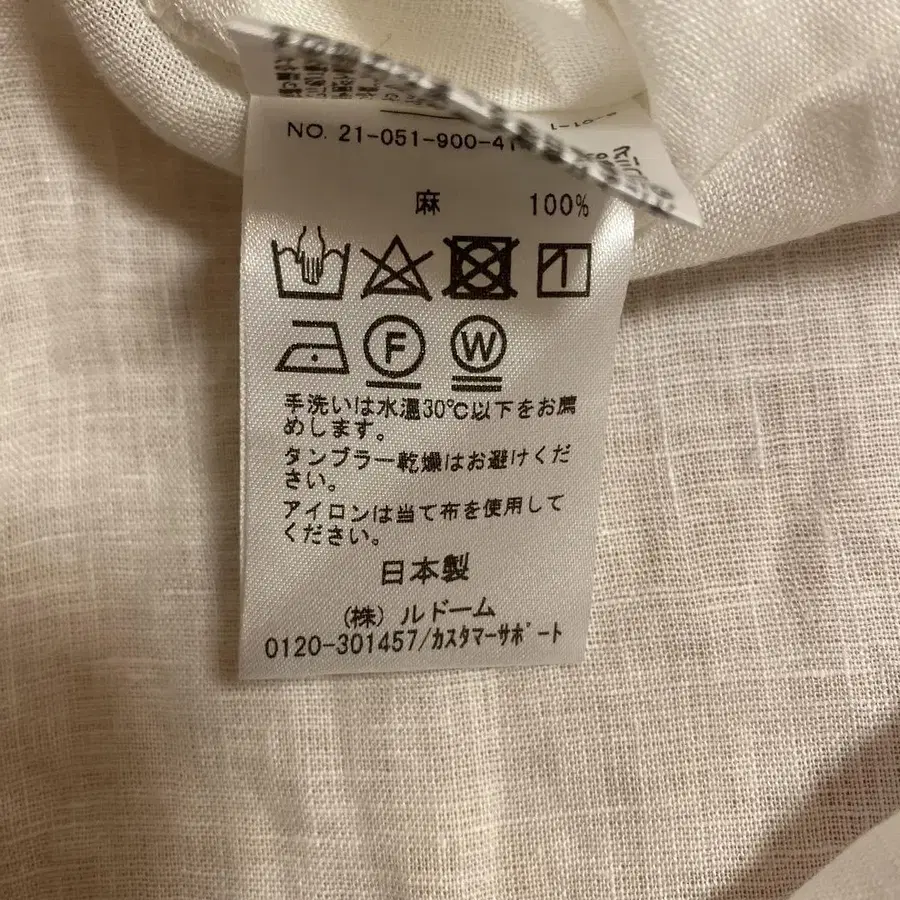 NO. 21-051-900-41
麻 100%
F W
手洗いは水温30℃以下をお薦
めします。
タンブラー乾燥はお避けくだ
さい。
アイロンは当て布を使用して
ください。
日本製
(株) ルドーム
0120-301457/カスタマーサポート